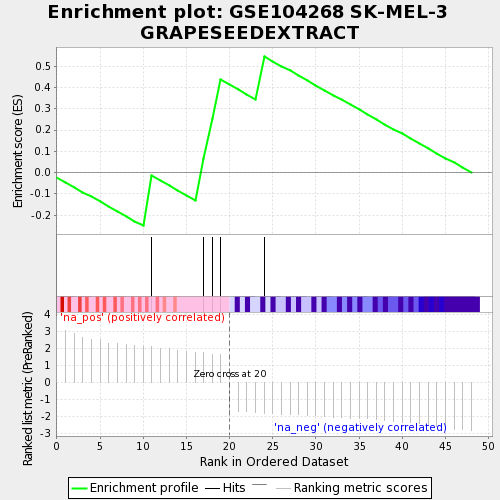 Enrichment plot: GSE104268 SK-MEL-3
GRAPESEEDEXTRACT
Enrichment score (ES)
0.5
0.4
0.3
0.2
0.1
0.0
-0.1
-0.2
Ranked list metric (PreRanked)
4
3
2
1
0
-1
-2
-3
'na_pos' (positively correlated)
Zero cross at 20
'na_neg' (negatively correlated)
0 5 10 15 20 25 30 35 40 45 50
Rank in Ordered Dataset
Enrichment profile Hits Ranking metric scores